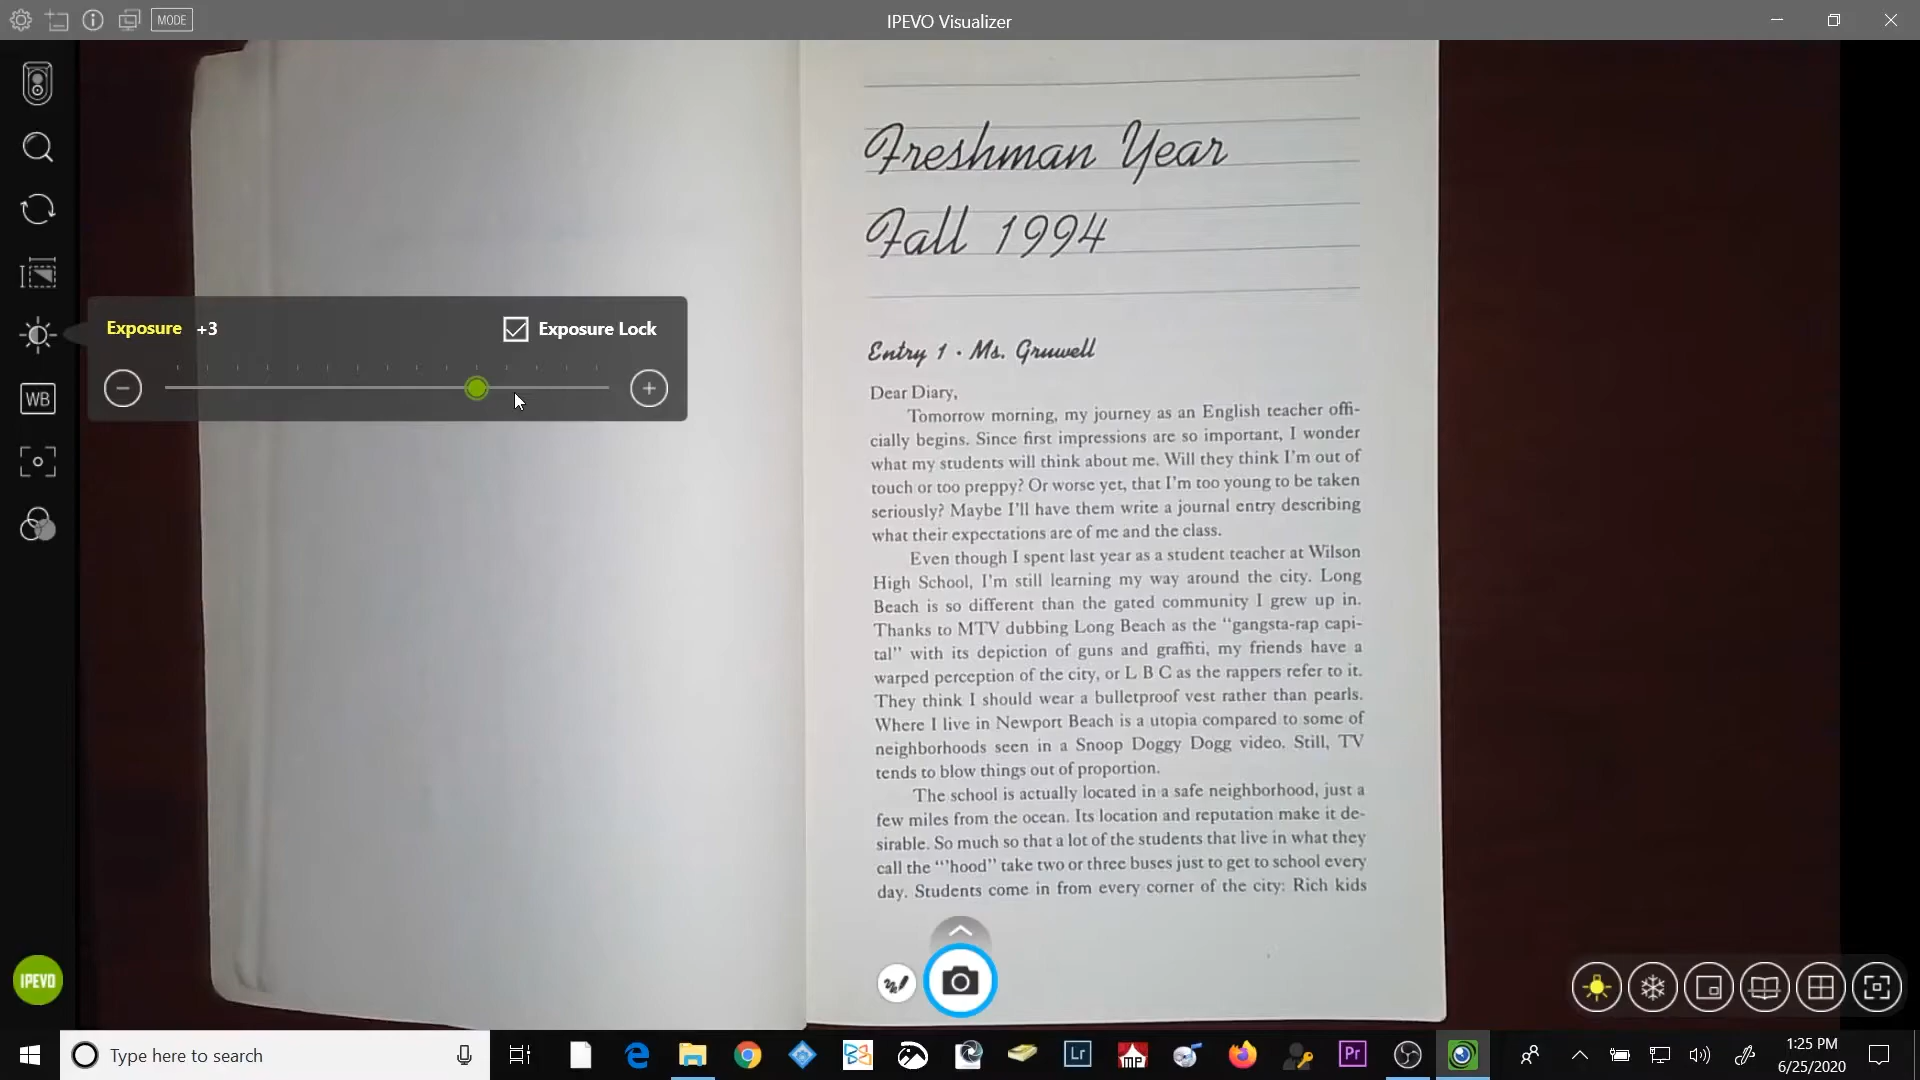 MODE
IPEVO Visualizer
Freshman Year
Fall 1994
Exposure +3
Exposure Lock
WB
Entry 1 · Ms. Gruwell
Dear Diary,
Tomorrow morning, my journey as an English teacher offi-
cially begins. Since first impressions are so important, I wonder
what my students will think about me. Will they think I'm out of
touch or too preppy? Or worse yet, that I'm too young to be taken
seriously? Maybe I'll have them write a journal entry describing
what their expectations are of me and the class.
Even though I spent last year as a student teacher at Wilson
High School, I'm still learning my way around the city. Long
Beach is so different than the gated community I grew up in.
Thanks to MTV dubbing Long Beach as the "gangsta-rap capi-
tal" with its depiction of guns and graffiti, my friends have a
warped perception of the city, or L B C as the rappers refer to it.
They think I should wear a bulletproof vest rather than pearls.
Where I live in Newport Beach is a utopia compared to some of
neighborhoods seen in a Snoop Doggy Dogg video. Still, TV
tends to blow things out of proportion.
The school is actually located in a safe neighborhood, just a
few miles from the ocean. Its location and reputation make it de-
sirable. So much so that a lot of the students that live in what they
call the "'hood" take two or three buses just to get to school every
day. Students come in from every corner of the city: Rich kids
IPEVO
Type here to search
Lr
MP
Pr
1:25 PM
6/25/2020